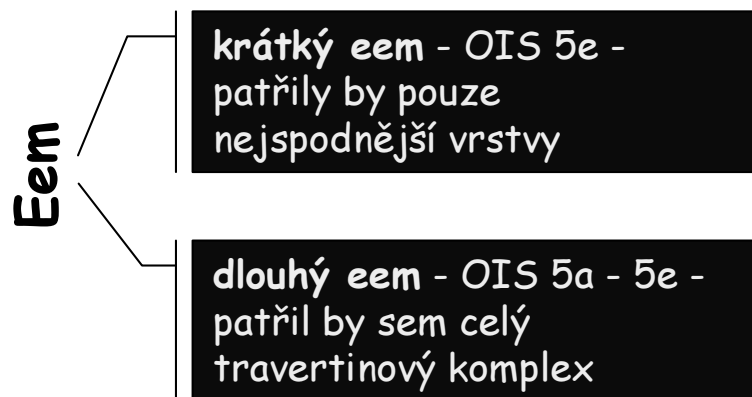 Eem
krátký eem - OIS 5e -
patřily by pouze
nejspodnější vrstvy
dlouhý eem - OIS 5a - 5e -
patřil by sem celý
travertinový komplex